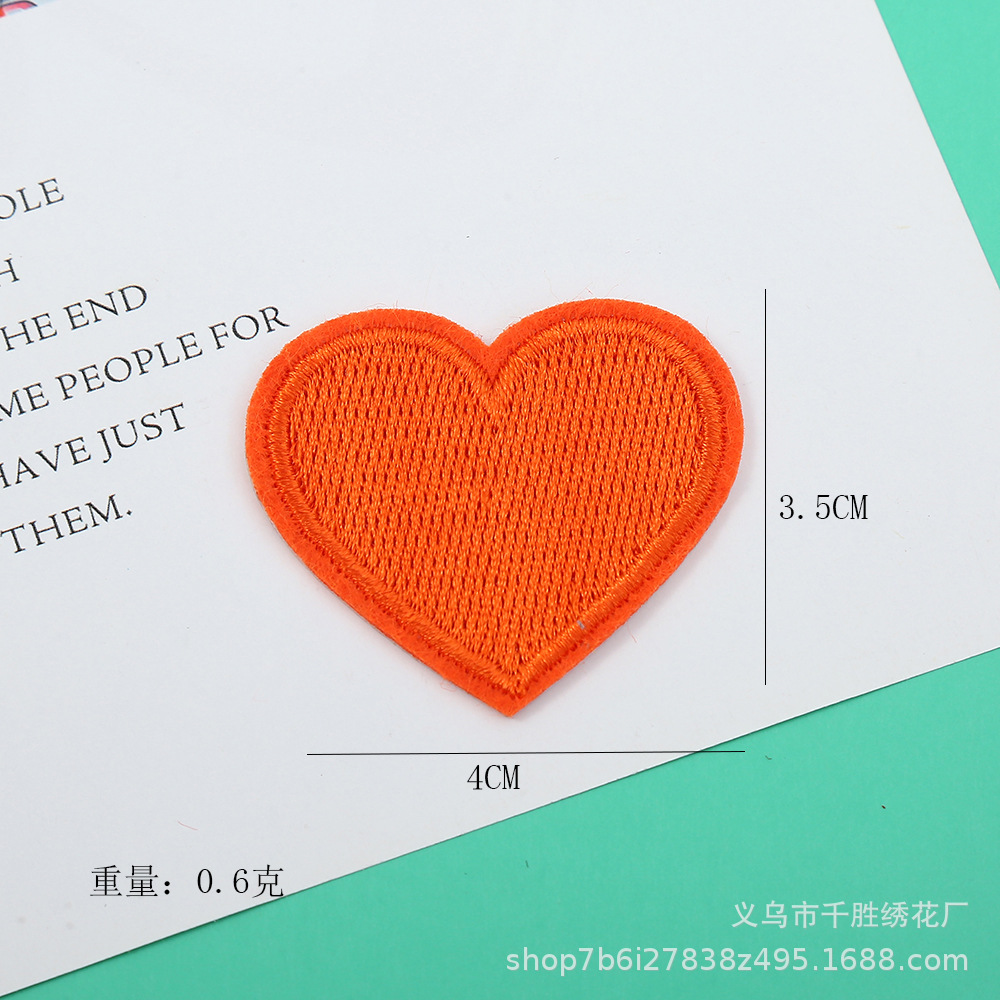 OLE
H
HE END
ME PEOPLE FOR
HAVE JUST
THEM.
3.5CM
4CM
重量：0.6克
义乌市千胜绣花厂
shop7b6i27838z495.1688.com